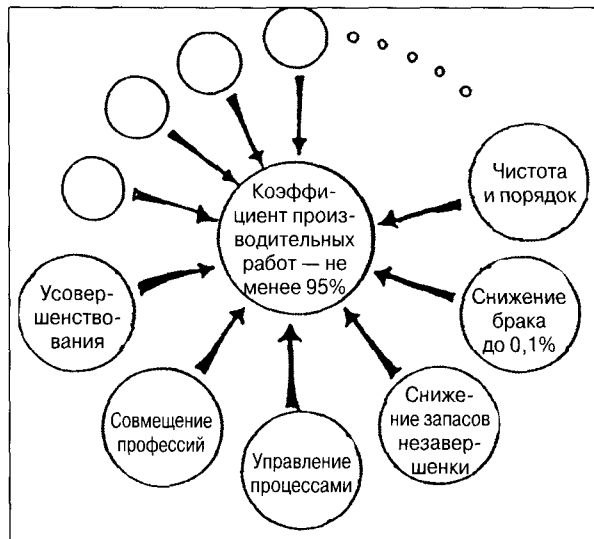 Коэффи-
циент произ-
водительных
работ — не
менее 95%
Чистота
и порядок
Снижение
брака
до 0,1%
Сниже-
ние запасов
незавер-
шенки
Управление
процессами
Совмещение
профессий
Усовер-
шенство-
вания